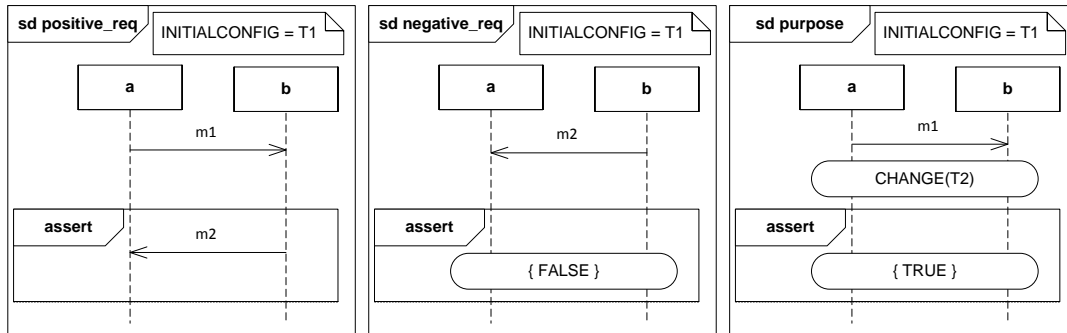 sd positive_req
INITIALCONFIG = T1
a
b
m1
assert
m2
sd negative_req
INITIALCONFIG = T1
a
b
m2
assert
{ FALSE }
sd purpose
INITIALCONFIG = T1
a
b
m1
CHANGE(T2)
assert
{ TRUE }